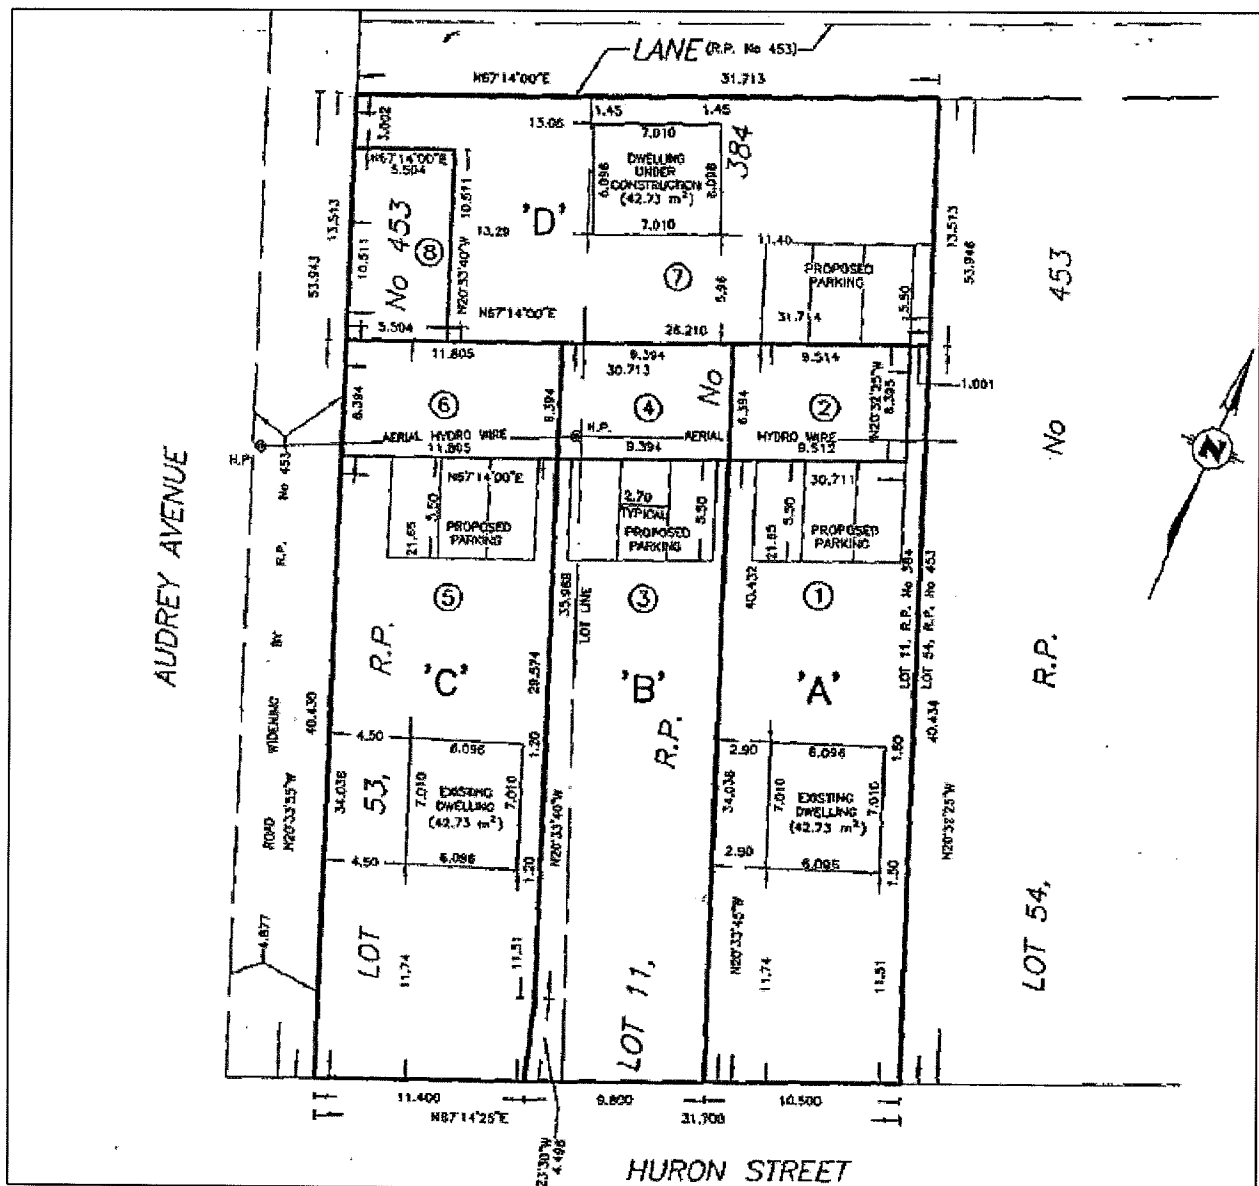 LANE (R.P. No 453)
N67°14'00"E
31.713
3.002
1.45
1.45
13.06
7.010
384
N67°14'00"E
5.504
DWELLING
UNDER
CONSTRUCTION
(42.73 m²)
6.096
6.096
7.010
13.513
53.943
10.511
10.511
No 453
'D'
13.29
N20°33'40"W
8
7
11.40
PROPOSED
PARKING
5.50
13.513
53.946
453
5.96
31.714
N67°14'00"E
5.504
26.210
11.805
9.394
9.514
30.713
1.001
6
4
No
2
N20°32'25"W
6.394
6.394
6.394
6.395
No
N
H.P.
AERIAL HYDRO WIRE
H.P.
AERIAL
HYDRO WIRE
11.805
9.394
9.512
N67°14'00"E
30.711
AUDREY AVENUE
No 453
R.P.
BY
WIDENING
ROAD
21.65
5.50
PROPOSED
PARKING
2.70
TYPICAL
5.50
PROPOSED
PARKING
21.65
5.50
PROPOSED
PARKING
5
3
1
35.968
LOT LINE
40.432
LOT 11, R.P. No 384
LOT 54, R.P. No 453
R.P.
'C'
'B'
'A'
R.P.
29.574
R.P.
40.430
40.434
4.50
6.096
1.20
2.90
6.096
1.50
34.036
53,
7.010
EXISTING
DWELLING
(42.73 m²)
7.010
34.036
7.010
EXISTING
DWELLING
(42.73 m²)
7.010
N20°33'55"W
N20°33'40"W
N20°32'25"W
4.50
6.096
1.20
2.90
6.096
1.50
4.877
LOT
11.74
11.51
LOT 11,
N20°33'45"W
11.74
11.51
LOT 54,
11.400
9.800
10.500
N67°14'25"E
31.700
4.496
HURON STREET